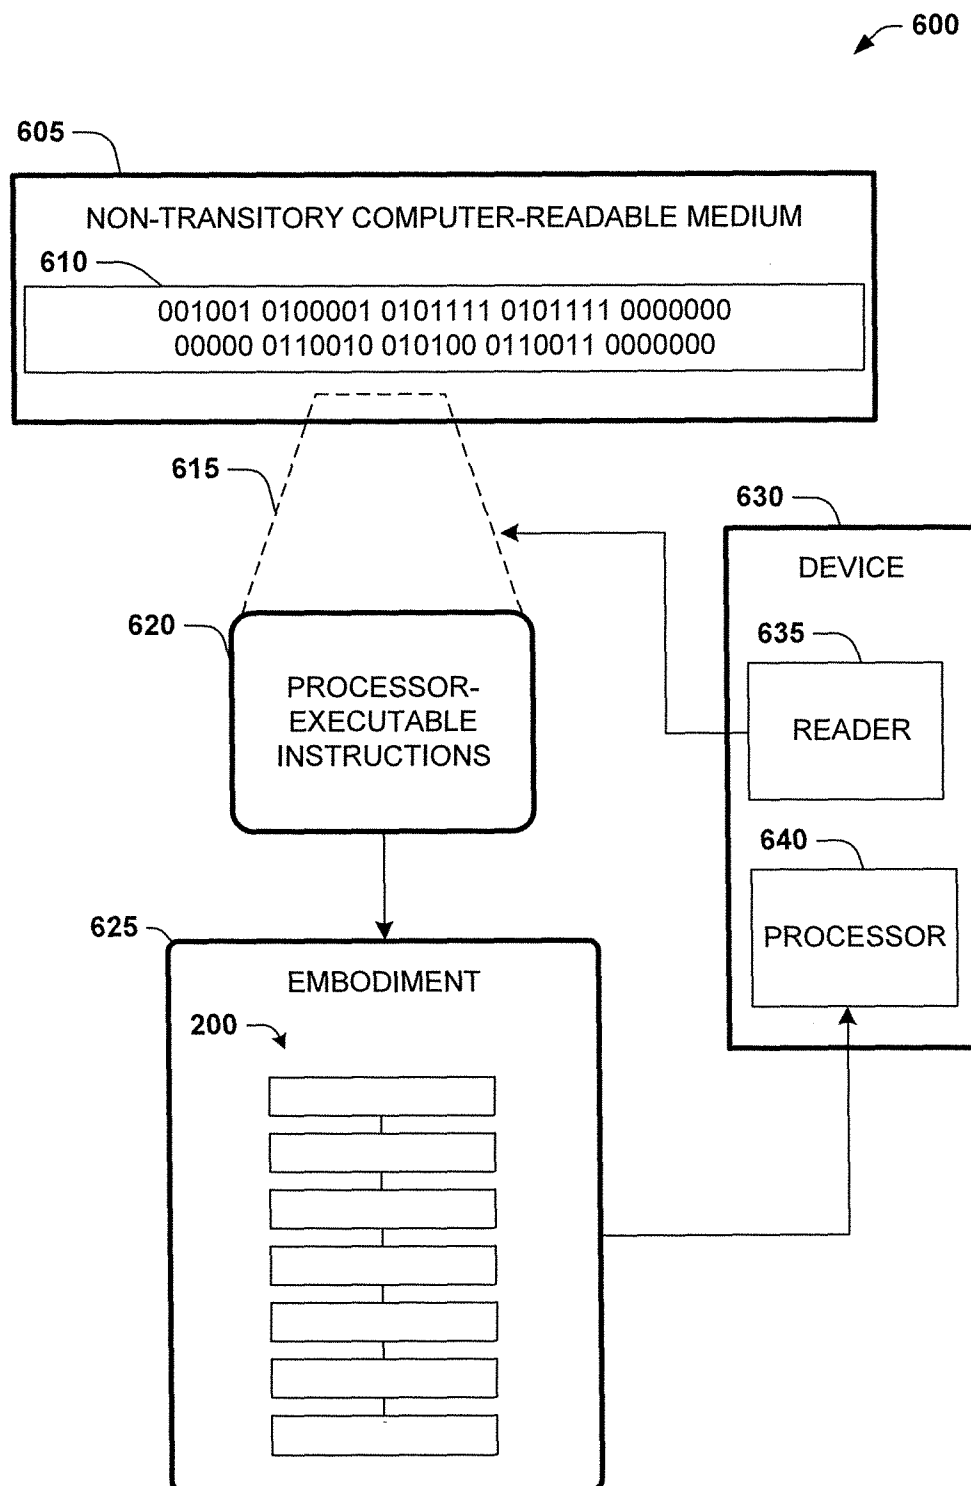 600
605
NON-TRANSITORY COMPUTER-READABLE MEDIUM
610
001001 0100001 0101111 0101111 0000000
00000 0110010 010100 0110011 0000000
615
630
DEVICE
620
635
PROCESSOR-
EXECUTABLE
INSTRUCTIONS
READER
640
625
PROCESSOR
EMBODIMENT
200